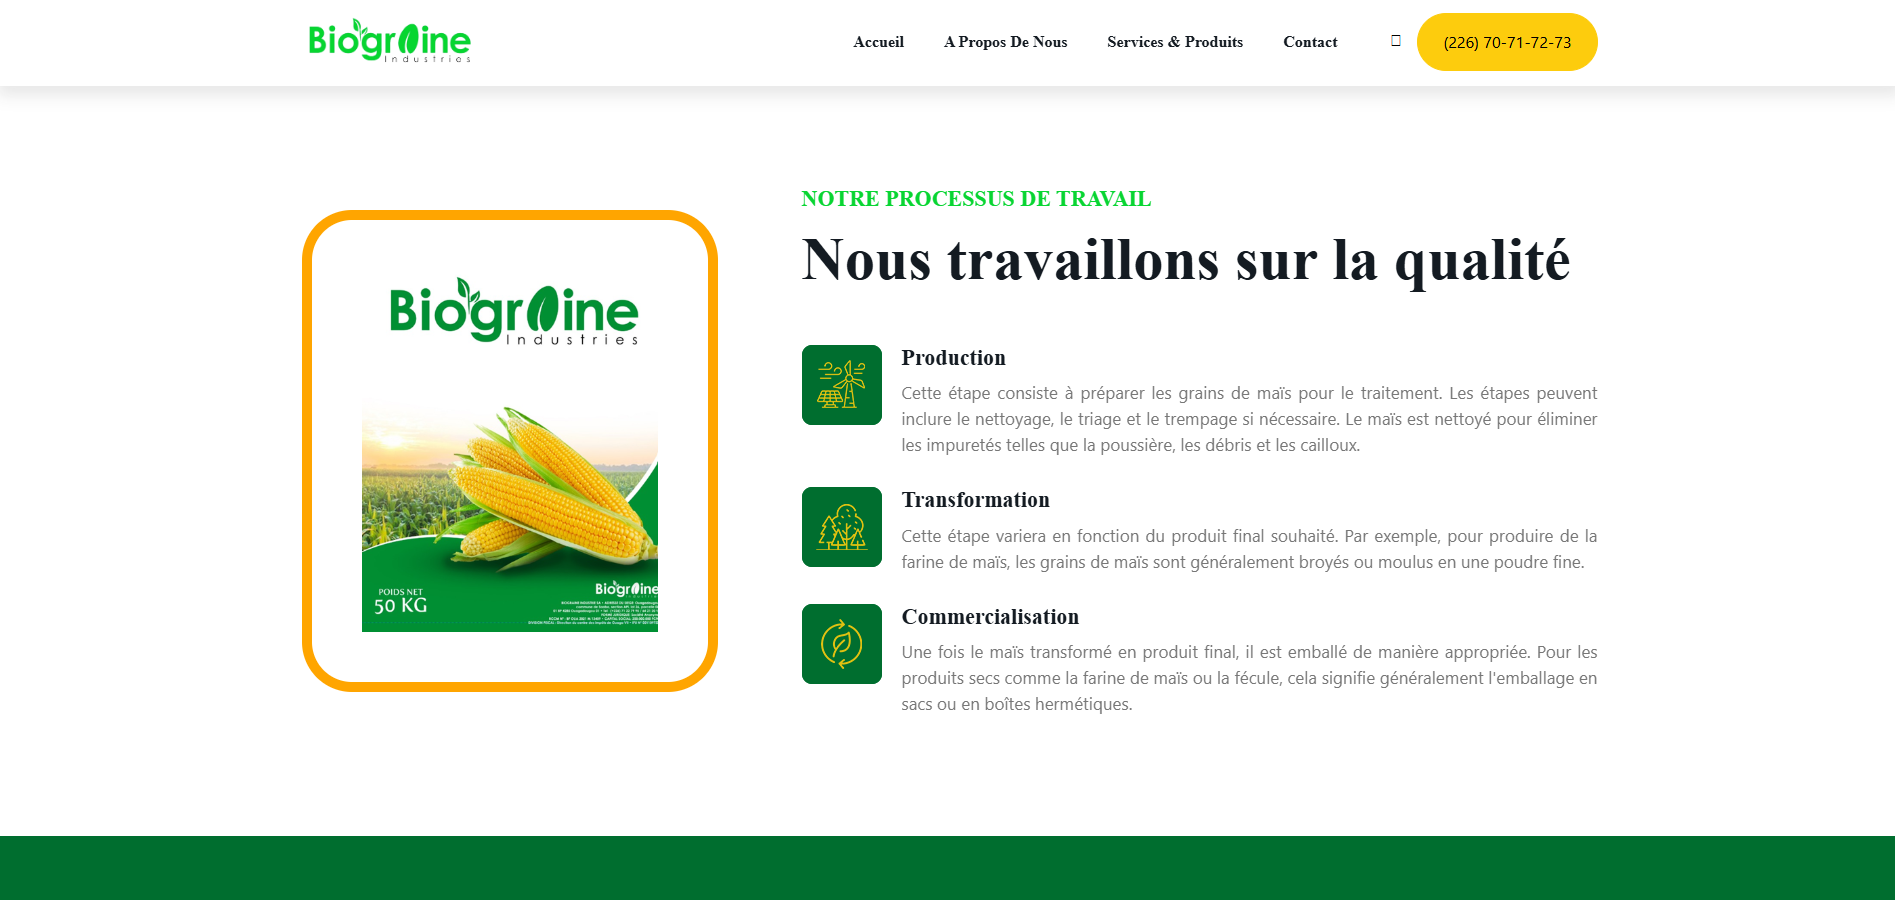 Biograine
Industries
Accueil
A Propos De Nous
Services & Produits
Contact
(226) 70-71-72-73
NOTRE PROCESSUS DE TRAVAIL
Nous travaillons sur la qualité
Biograine
Industries
POIDS NET
50 KG
Biograine
Production
Cette étape consiste à préparer les grains de maïs pour le traitement. Les étapes peuvent
inclure le nettoyage, le triage et le trempage si nécessaire. Le maïs est nettoyé pour éliminer
les impuretés telles que la poussière, les débris et les cailloux.
Transformation
Cette étape variera en fonction du produit final souhaité. Par exemple, pour produire de la
farine de maïs, les grains de maïs sont généralement broyés ou moulus en une poudre fine.
Commercialisation
Une fois le maïs transformé en produit final, il est emballé de manière appropriée. Pour les
produits secs comme la farine de maïs ou la fécule, cela signifie généralement l'emballage en
sacs ou en boîtes hermétiques.